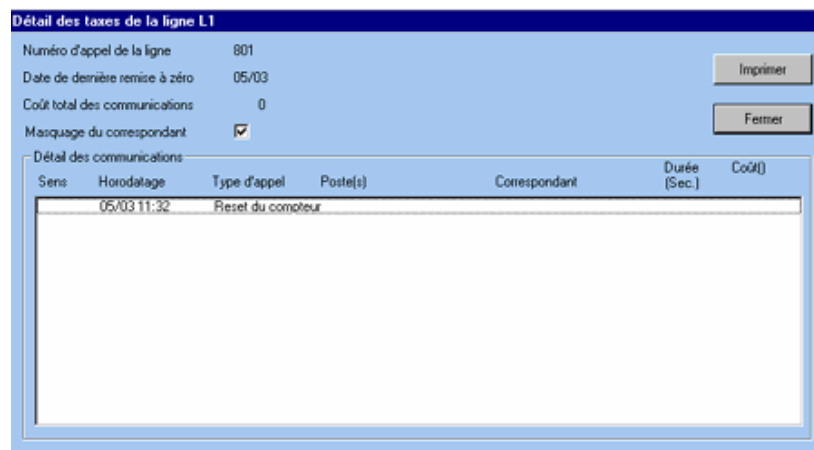 Détail des taxes de la ligne L1
Numéro d'appel de la ligne 801
Date de dernière remise à zéro 05/03
Imprimer
Coût total des communications 0
Fermer
Masquage du correspondant
Détail des communications
Sens Horodatage Type d'appel Poste(s) Correspondant Durée (Sec.) Coût()
05/03 11:32 Reset du compteur